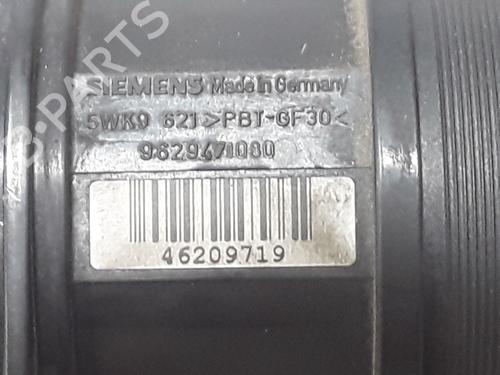 SIEMENS Made in Germany
5WK9 621 >PBT-GF30<
9629471080
46209719